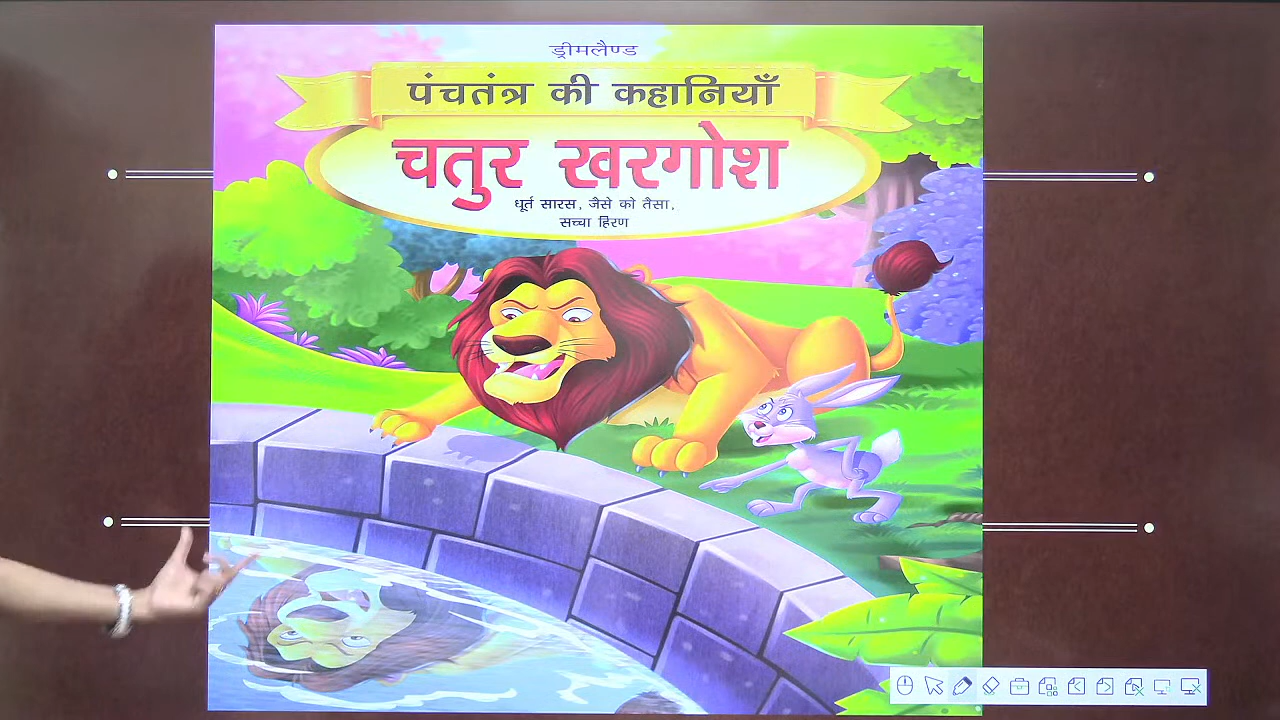 ड्रीमलैण्ड
पंचतंत्र की कहानियाँ
चतुर खरगोश
धूर्त सारस, जैसे को तैसा,
सच्चा हिरण